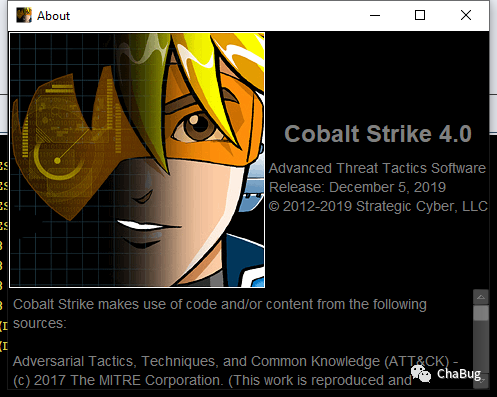 About
Cobalt Strike 4.0
Advanced Threat Tactics Software
Release: December 5, 2019
© 2012-2019 Strategic Cyber, LLC
Cobalt Strike makes use of code and/or content from the following
sources:
Adversarial Tactics, Techniques, and Common Knowledge (ATT&CK) -
(c) 2017 The MITRE Corporation. (This work is reproduced and
ChaBug